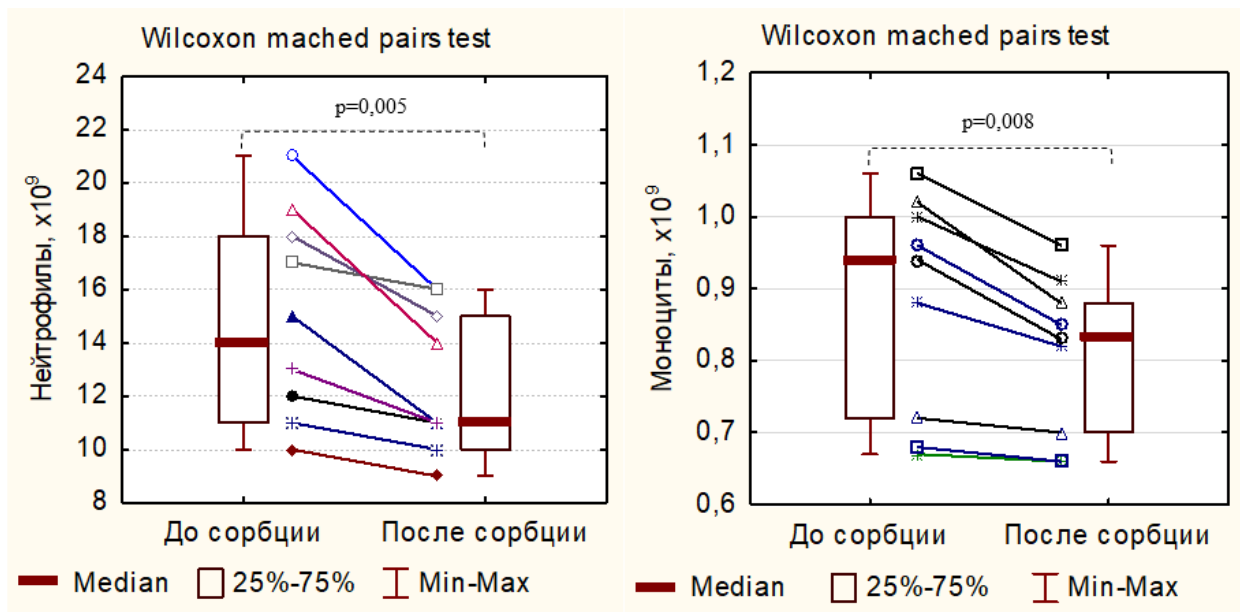 Wilcoxon mached pairs test
Нейтрофилы, x10⁹
24
22
20
18
16
14
12
10
8
p=0,005
До сорбции После сорбции
Median 25%-75% Min-Max
Wilcoxon mached pairs test
Моноциты, x10⁹
1,2
1,1
1,0
0,9
0,8
0,7
0,6
p=0,008
До сорбции После сорбции
Median 25%-75% Min-Max